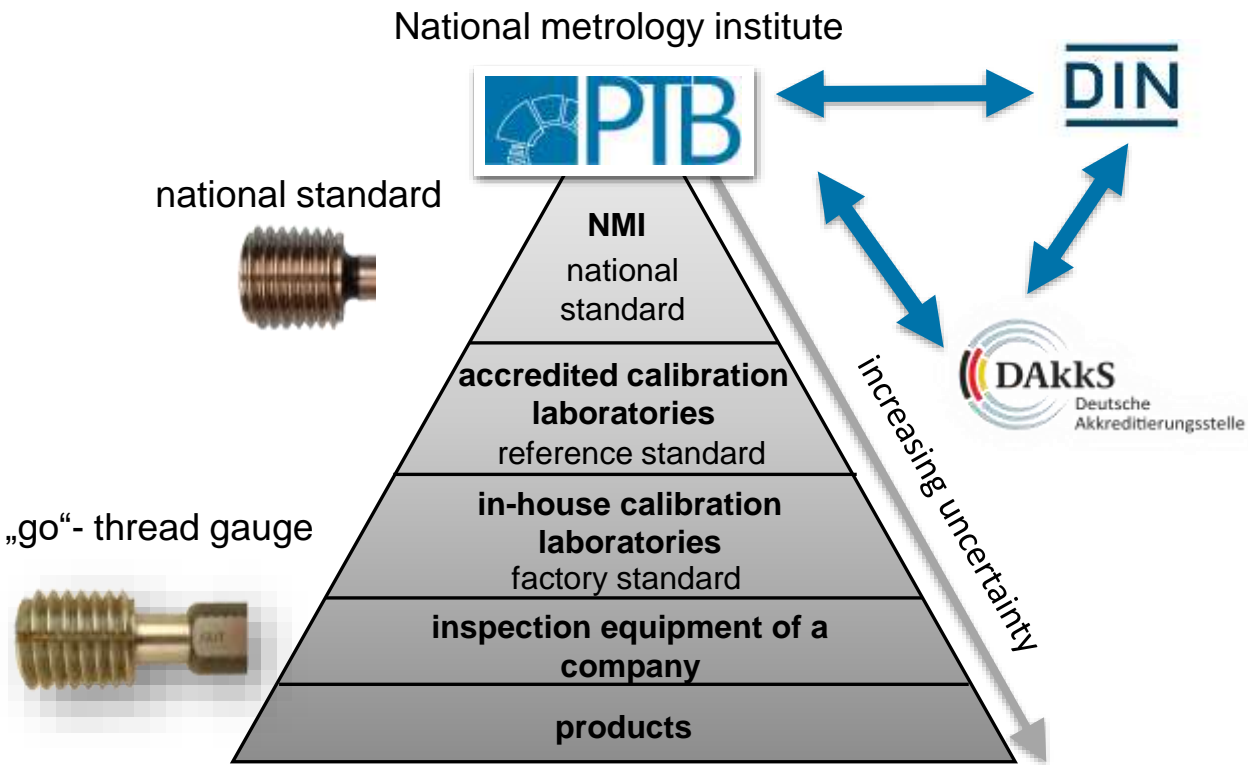 National metrology institute
PTB
DIN
national standard
NMI
national
standard
DAkkS
Deutsche
Akkreditierungsstelle
accredited calibration
laboratories
reference standard
increasing uncertainty
„go“- thread gauge
in-house calibration
laboratories
factory standard
inspection equipment of a
company
products